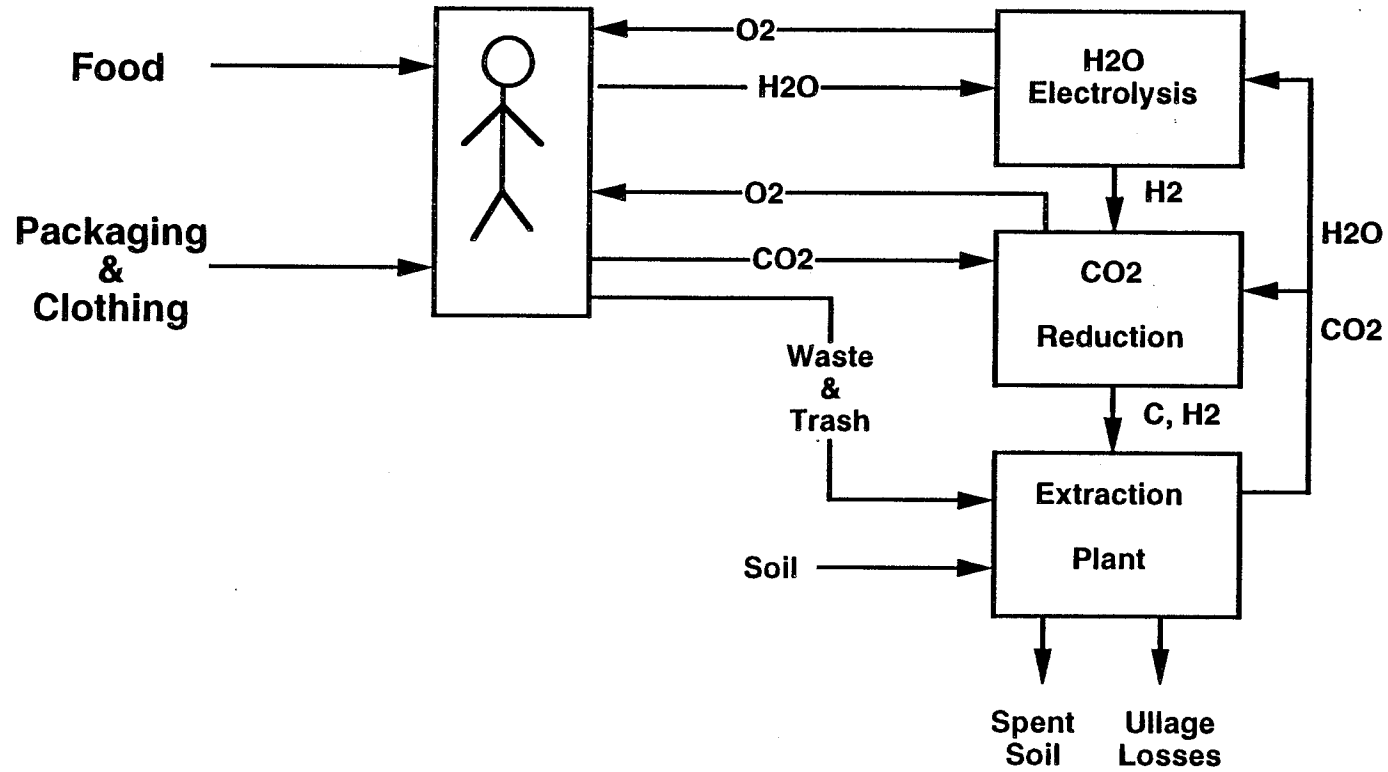 Food
Packaging
&
Clothing
O2
H2O
O2
CO2
Waste
&
Trash
Soil
H2O
Electrolysis
H2
CO2
Reduction
C, H2
Extraction
Plant
H2O
CO2
Spent
Soil
Ullage
Losses